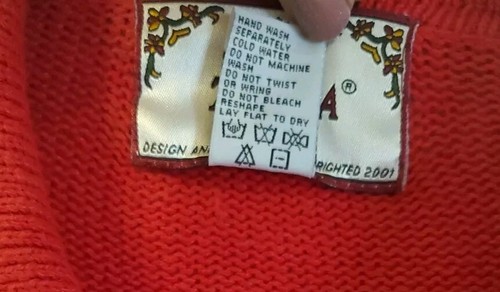 HAND WASH
SEPARATELY
COLD WATER
DO NOT MACHINE
WASH
DO NOT TWIST
OR WRING
DO NOT BLEACH
RESHAPE
LAY FLAT TO DRY
A®
DESIGN AN
RIGHTED 2001